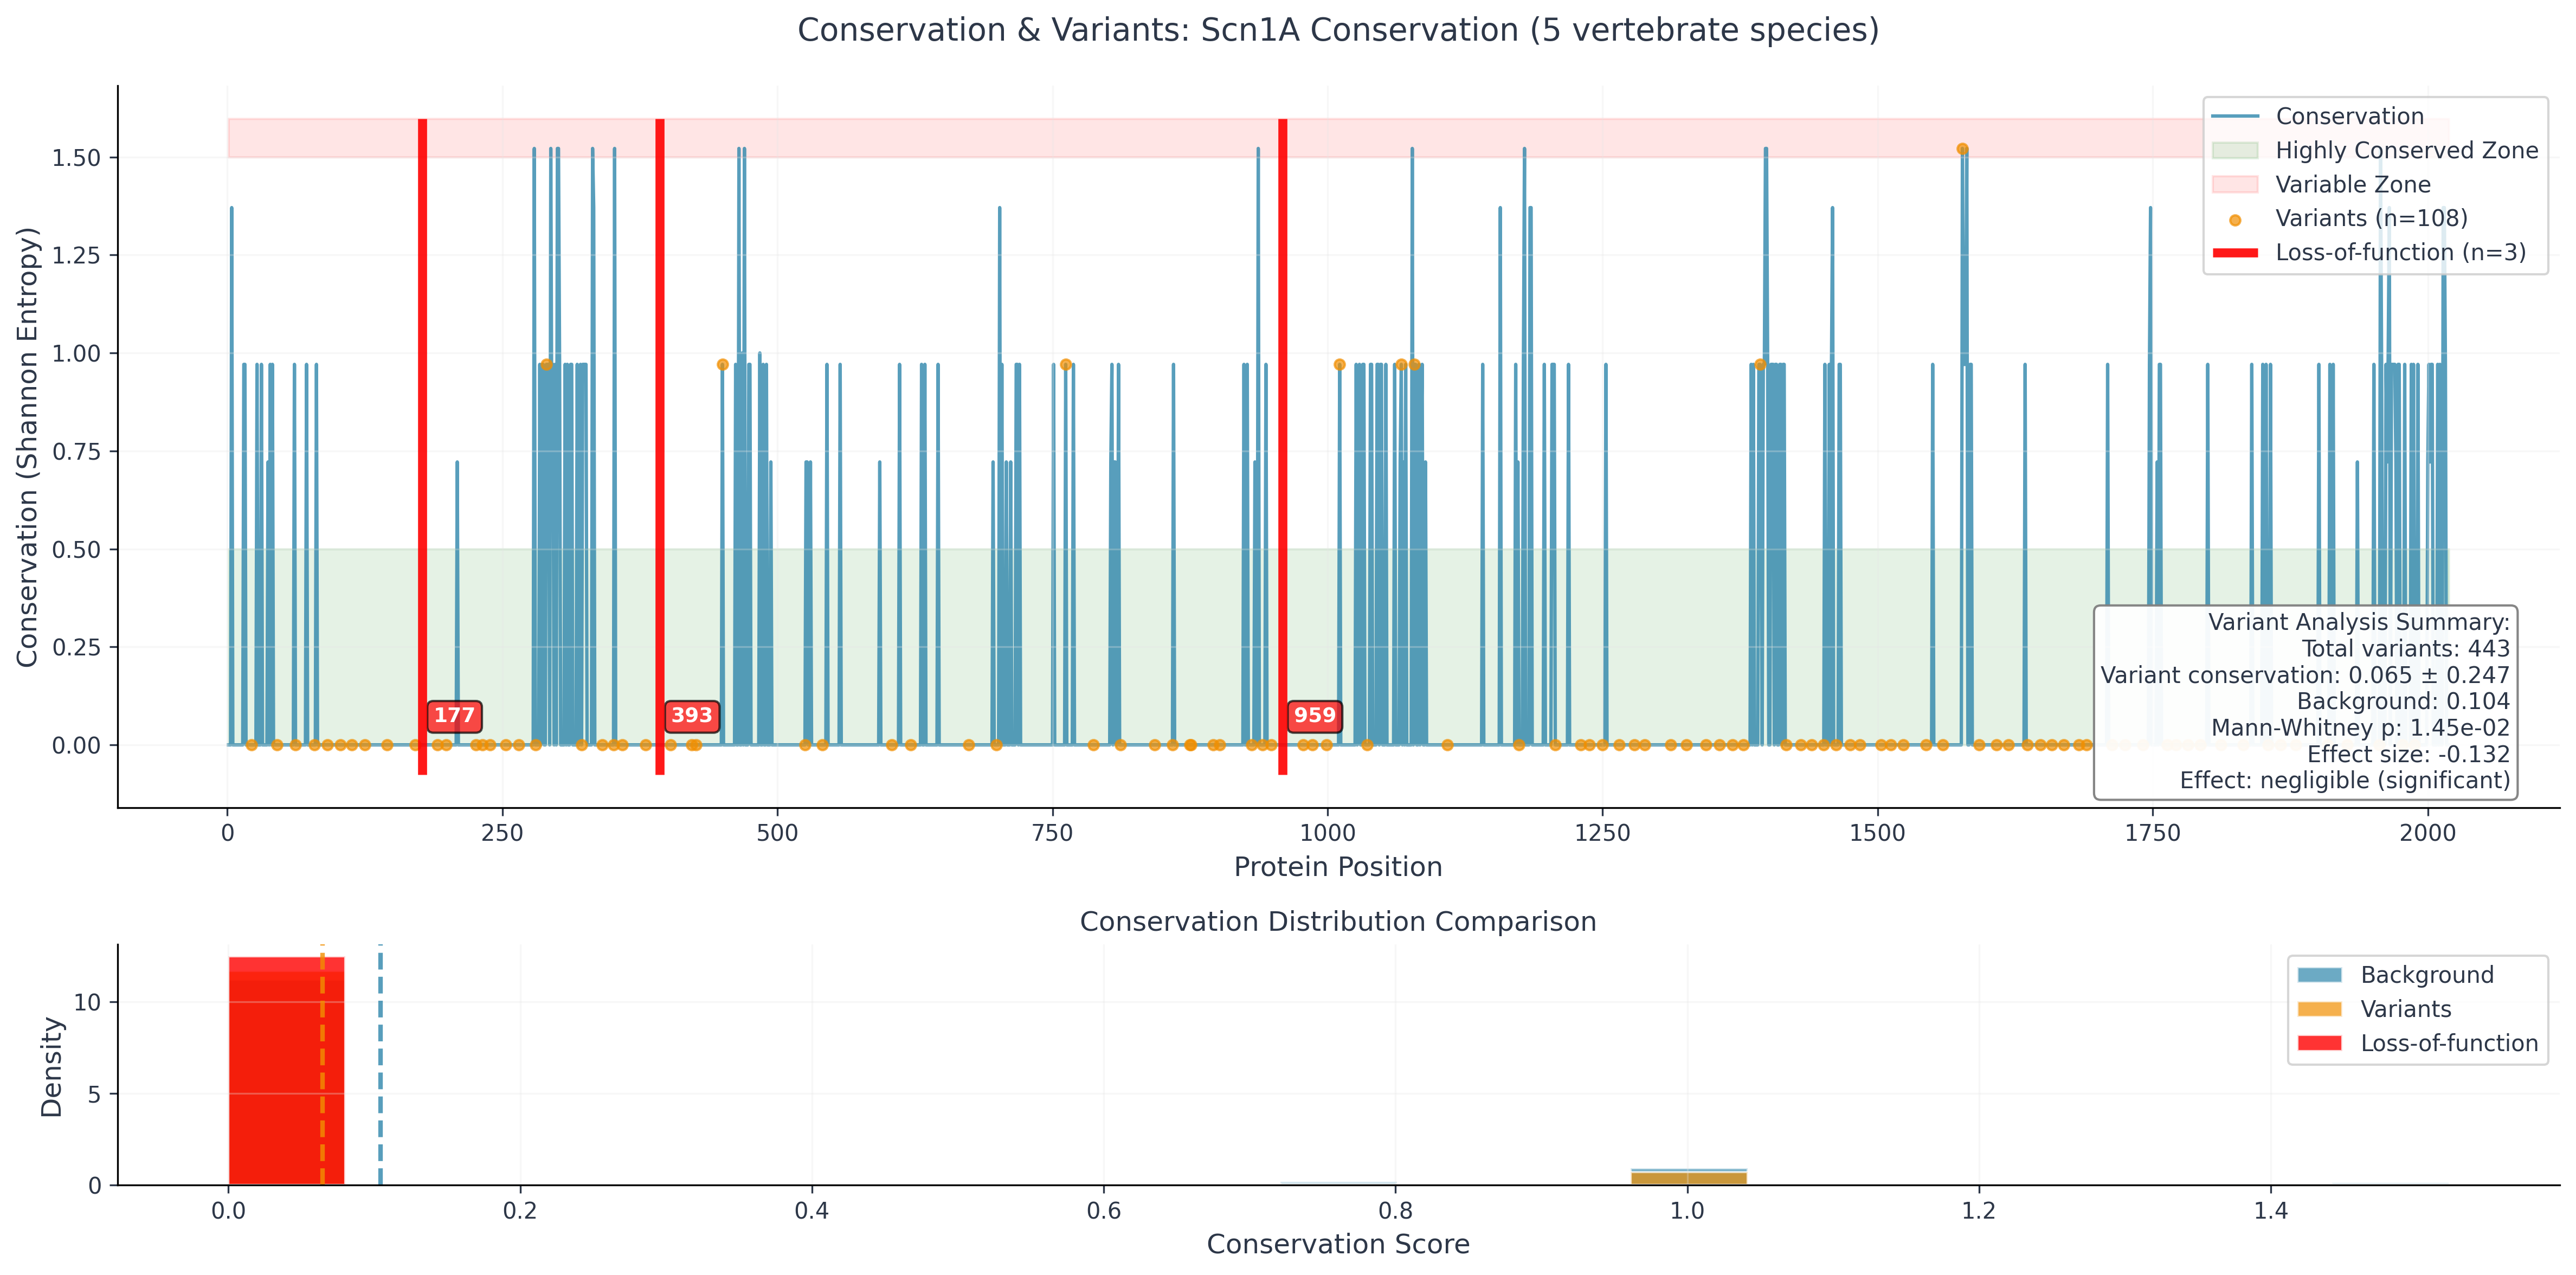 Conservation & Variants: Scn1A Conservation (5 vertebrate species)
Conservation (Shannon Entropy)
1.50
1.25
1.00
0.75
0.50
0.25
0.00
Conservation
Highly Conserved Zone
Variable Zone
Variants (n=108)
Loss-of-function (n=3)
177
393
959
Variant Analysis Summary:
Total variants: 443
Variant conservation: 0.065 ± 0.247
Background: 0.104
Mann-Whitney p: 1.45e-02
Effect size: -0.132
Effect: negligible (significant)
0 250 500 750 1000 1250 1500 1750 2000
Protein Position
Conservation Distribution Comparison
Density
10
5
0
Background
Variants
Loss-of-function
0.0 0.2 0.4 0.6 0.8 1.0 1.2 1.4
Conservation Score